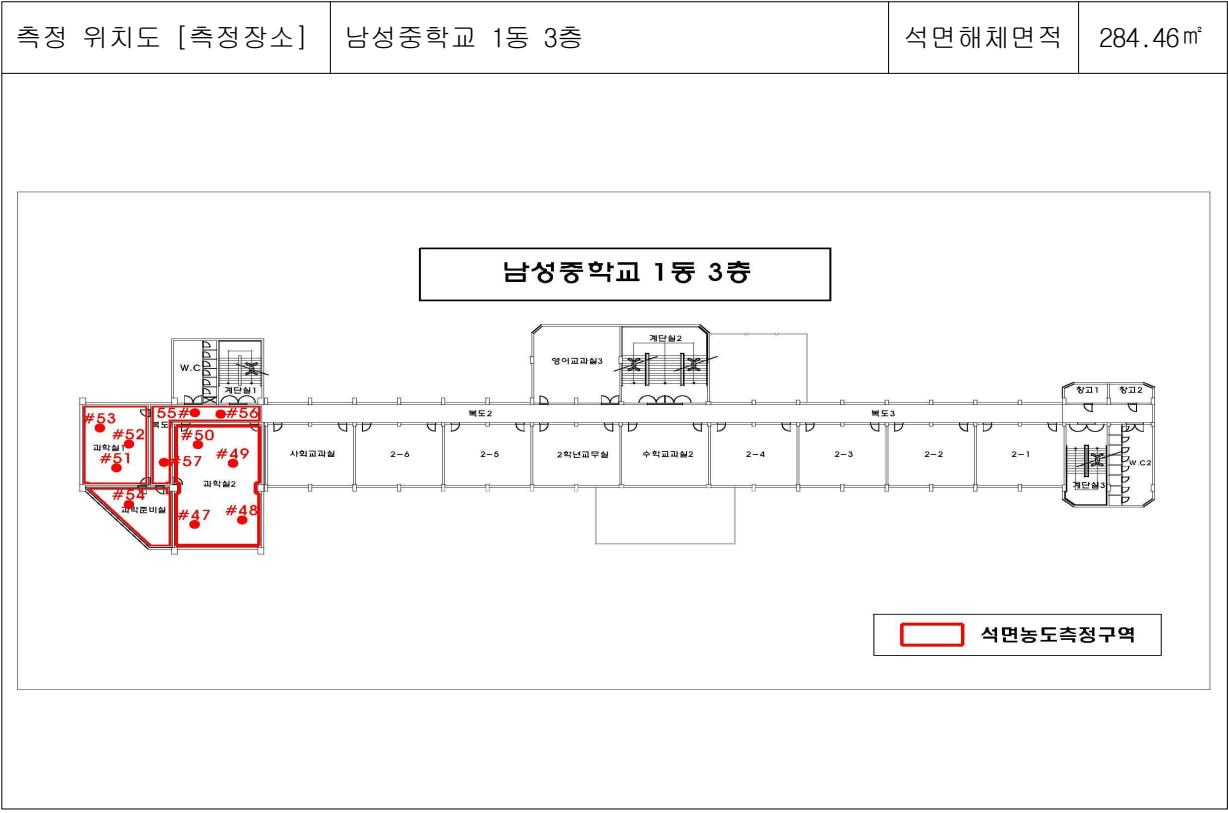 측정 위치도 [측정장소] 남성중학교 1동 3층 석면해체면적 284.46㎡
남성중학교 1동 3층
계단실2
영어교과실3
W.C
계단실1
창고1 창고2
#53 55# #56 복도2 복도3
복도
#52 #50
과학실1 #49 사회교과실 2-6 2-5 2학년교무실 수학교과실2 2-4 2-3 2-2 2-1
#51 #57 W.C2
과학실2 계단실3
#54
과학준비실
#47 #48
석면농도측정구역